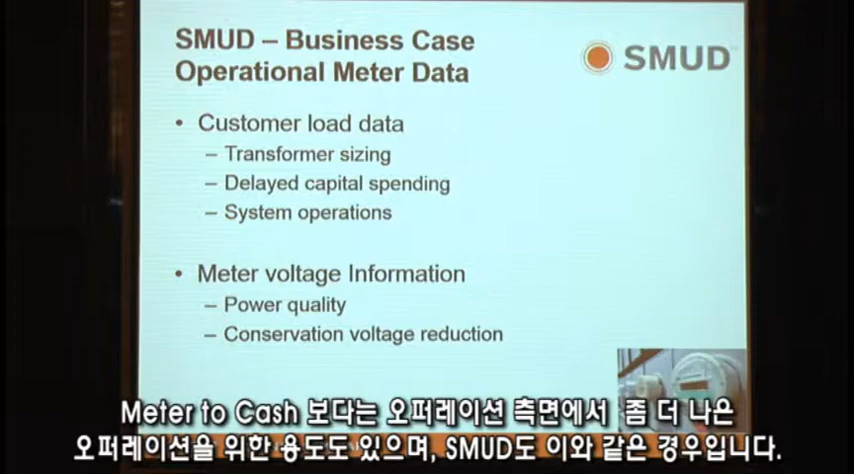 SMUD – Business Case
Operational Meter Data
SMUD
• Customer load data
– Transformer sizing
– Delayed capital spending
– System operations
• Meter voltage Information
– Power quality
– Conservation voltage reduction
Meter to Cash 보다는 오퍼레이션 측면에서 좀 더 나은
오퍼레이션을 위한 용도도 있으며, SMUD도 이와 같은 경우입니다.